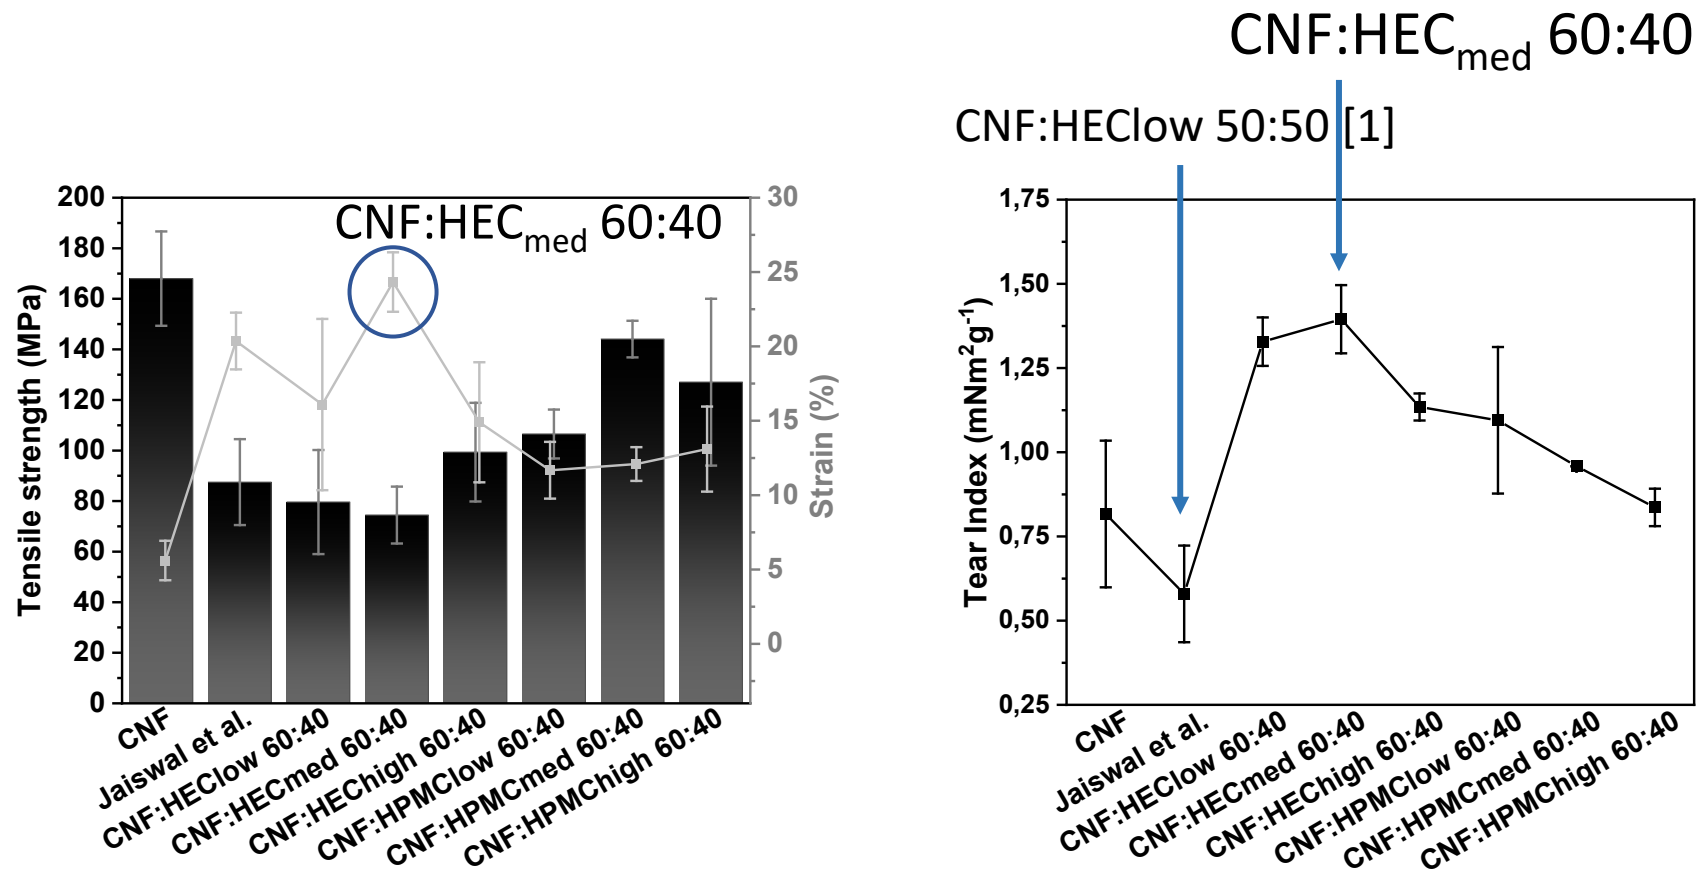 CNF:HECmed 60:40
CNF:HEClow 50:50 [1]
CNF:HECmed 60:40
Tensile strength (MPa)
200
180
160
140
120
100
80
60
40
20
0
Strain (%)
30
25
20
15
10
5
0
CNF
Jaiswal et al.
CNF:HEClow 60:40
CNF:HECmed 60:40
CNF:HEChigh 60:40
CNF:HPMClow 60:40
CNF:HPMCmed 60:40
CNF:HPMChigh 60:40
Tear Index (mNm²g⁻¹)
1,75
1,50
1,25
1,00
0,75
0,50
0,25
CNF
Jaiswal et al.
CNF:HEClow 60:40
CNF:HECmed 60:40
CNF:HEChigh 60:40
CNF:HPMClow 60:40
CNF:HPMCmed 60:40
CNF:HPMChigh 60:40